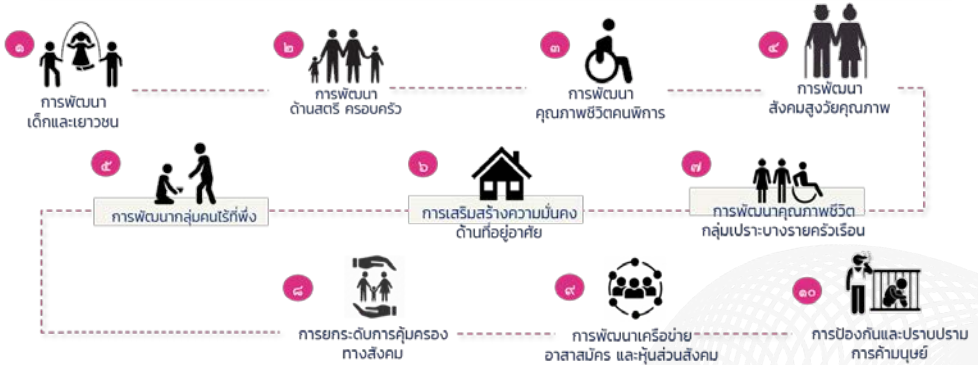 ๑
การพัฒนา
เด็กและเยาวชน
๒
การพัฒนา
ด้านสตรี ครอบครัว
๓
การพัฒนา
คุณภาพชีวิตคนพิการ
๔
การพัฒนา
สังคมสูงวัยคุณภาพ
๕
การพัฒนากลุ่มคนไร้ที่พึ่ง
๖
การเสริมสร้างความมั่นคง
ด้านที่อยู่อาศัย
๗
การพัฒนาคุณภาพชีวิต
กลุ่มเปราะบางรายครัวเรือน
๘
การยกระดับการคุ้มครอง
ทางสังคม
๙
การพัฒนาเครือข่าย
อาสาสมัคร และหุ้นส่วนสังคม
๑๐
การป้องกันและปราบปราม
การค้ามนุษย์